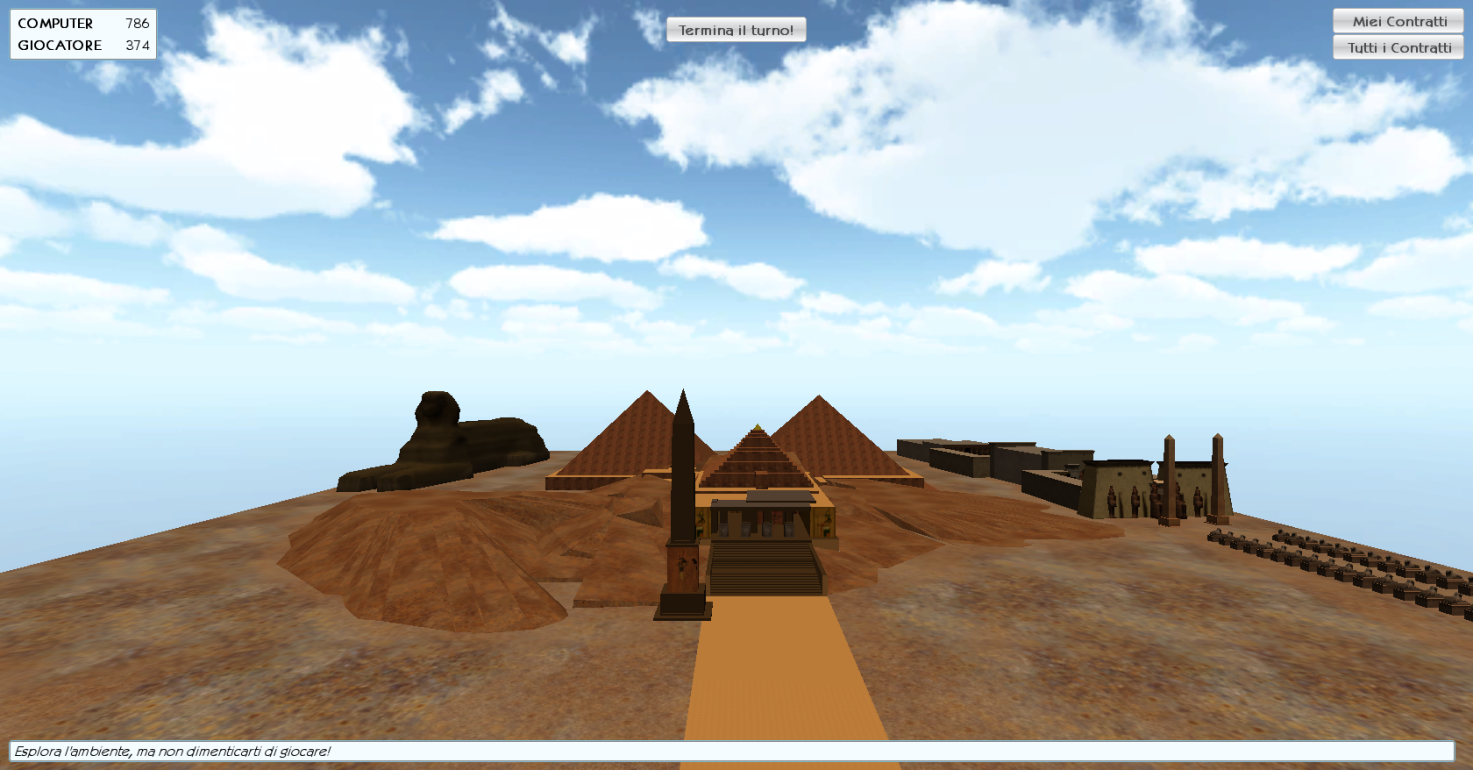 COMPUTER 786
GIOCATORE 374
Termina il turno!
Miei Contratti
Tutti i Contratti
Esplora l'ambiente, ma non dimenticarti di giocare!